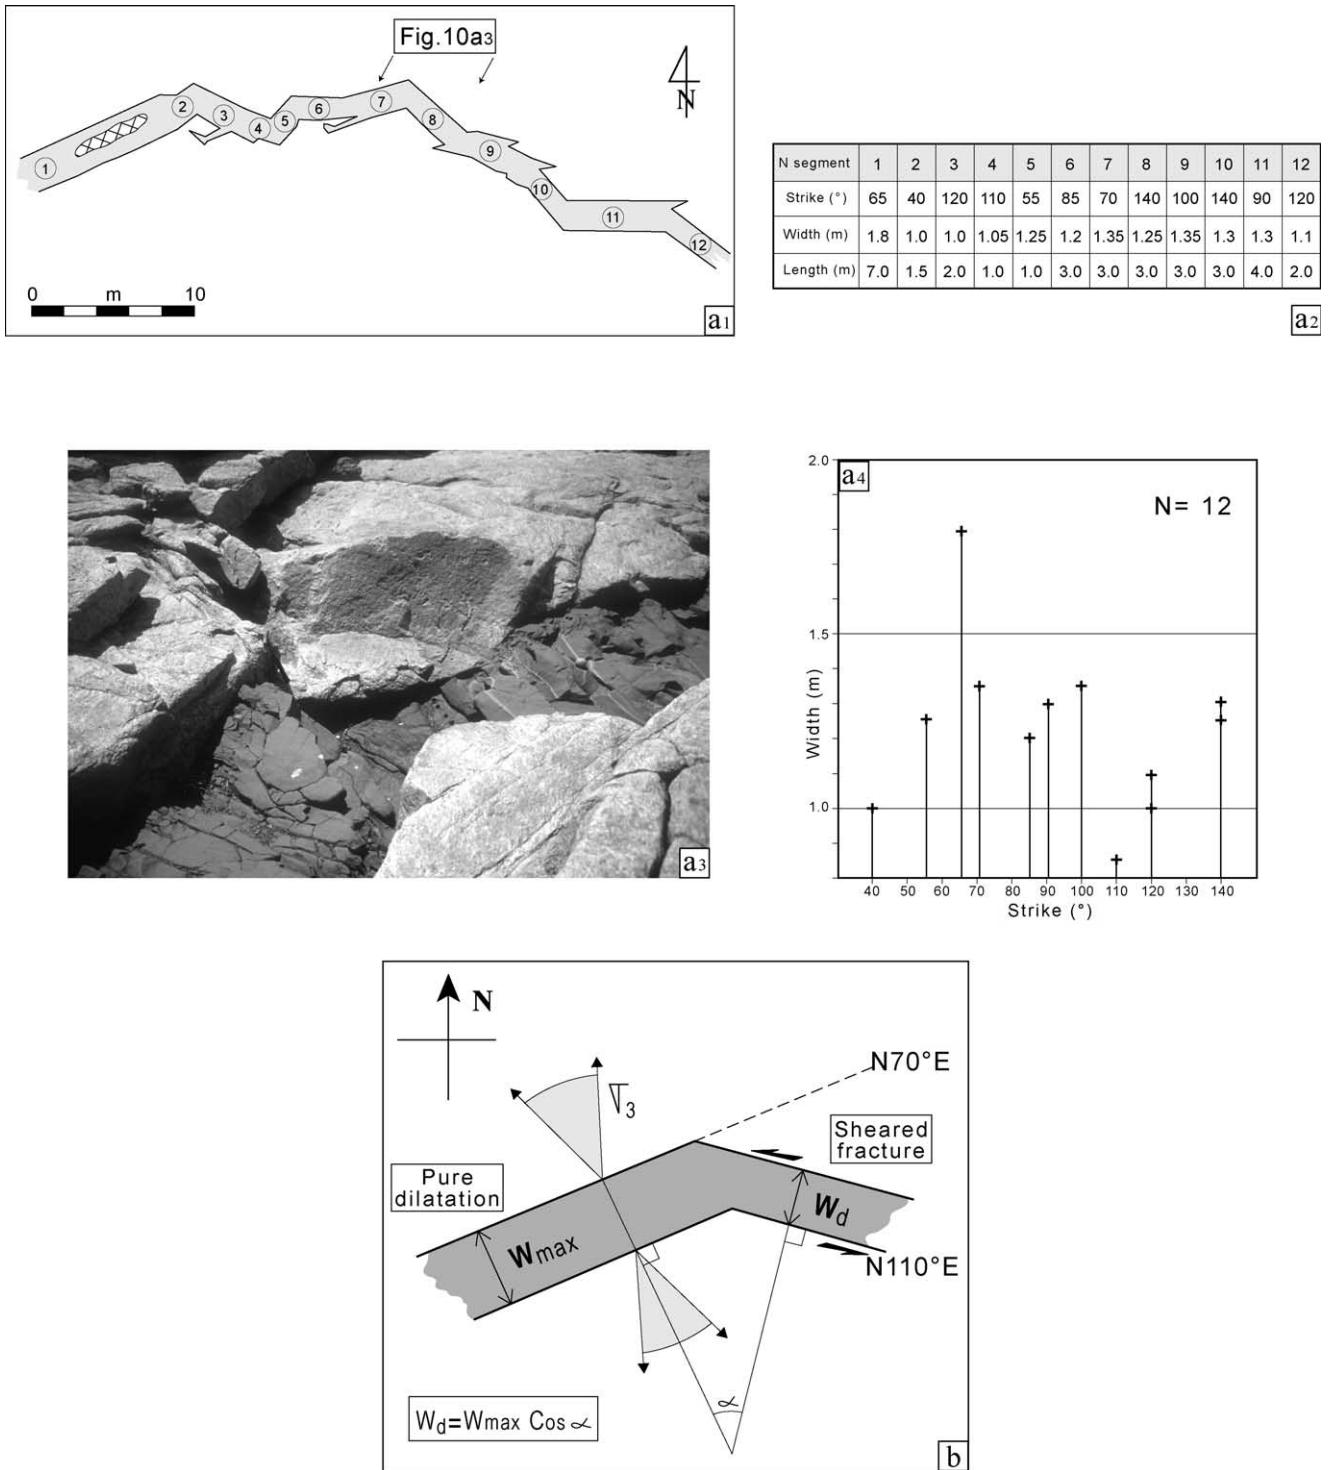 Fig.10a3
N
1
2
3
4
5
6
7
8
9
10
11
12
0 m 10
a1
N segment 1 2 3 4 5 6 7 8 9 10 11 12
Strike (°) 65 40 120 110 55 85 70 140 100 140 90 120
Width (m) 1.8 1.0 1.0 1.05 1.25 1.2 1.35 1.25 1.35 1.3 1.3 1.1
Length (m) 7.0 1.5 2.0 1.0 1.0 3.0 3.0 3.0 3.0 3.0 4.0 2.0
a2
a3
a4
N= 12
2.0
1.5
1.0
Width (m)
40 50 60 70 80 90 100 110 120 130 140
Strike (°)
N
σ3
N70°E
Sheared
fracture
Pure
dilatation
Wmax
Wd
N110°E
∝
Wd=Wmax Cos ∝
b